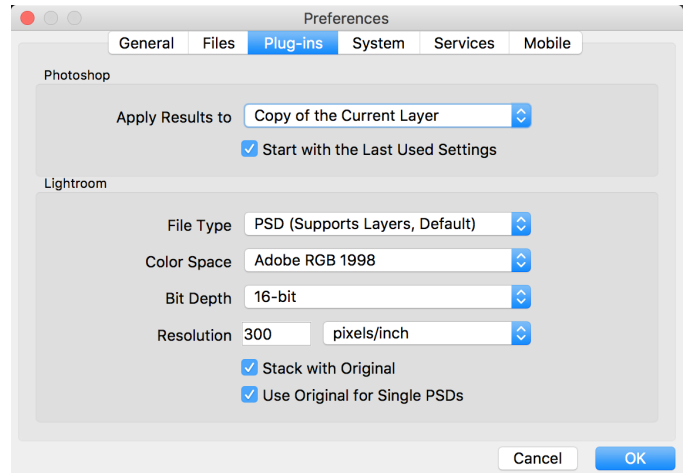 Preferences
General Files Plug-ins System Services Mobile
Photoshop
Apply Results to Copy of the Current Layer
Start with the Last Used Settings
Lightroom
File Type PSD (Supports Layers, Default)
Color Space Adobe RGB 1998
Bit Depth 16-bit
Resolution 300 pixels/inch
Stack with Original
Use Original for Single PSDs
Cancel OK